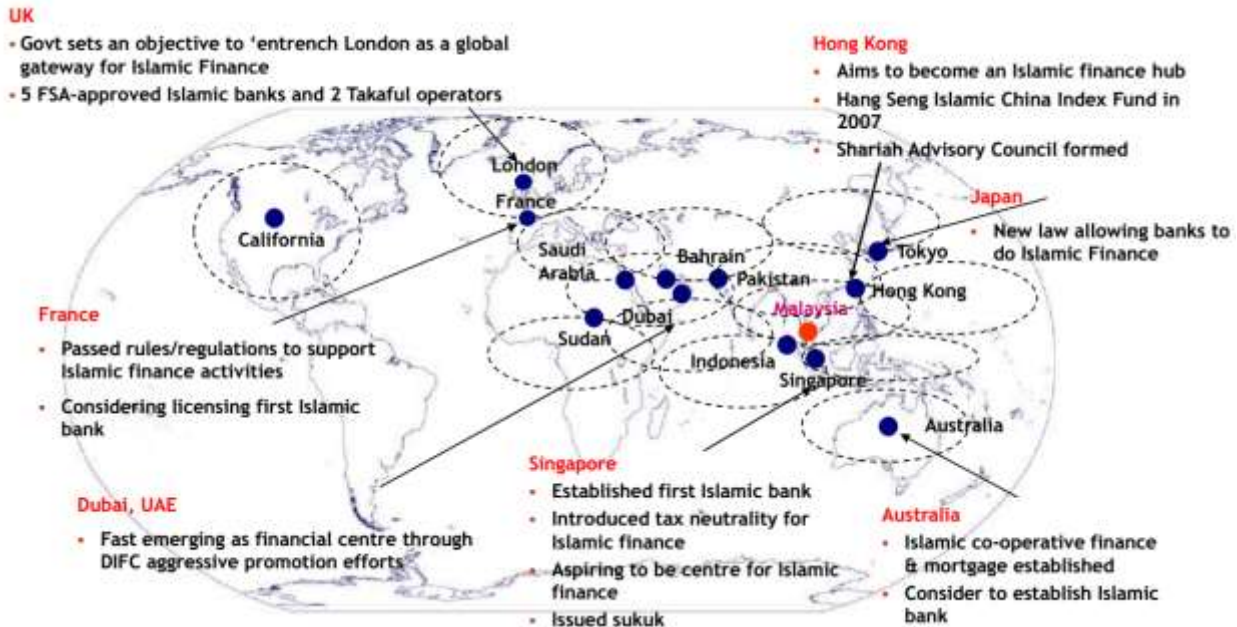 UK
• Govt sets an objective to ‘entrench London as a global
gateway for Islamic Finance
• 5 FSA-approved Islamic banks and 2 Takaful operators
Hong Kong
• Aims to become an Islamic finance hub
• Hang Seng Islamic China Index Fund in
2007
• Shariah Advisory Council formed
Japan
• New law allowing banks to
do Islamic Finance
London
France
California
Saudi
Arabia
Bahrain
Pakistan
Tokyo
Hong Kong
Malaysia
Dubai
Sudan
Indonesia
Singapore
Australia
France
• Passed rules/regulations to support
Islamic finance activities
• Considering licensing first Islamic
bank
Dubai, UAE
• Fast emerging as financial centre through
DIFC aggressive promotion efforts
Singapore
• Established first Islamic bank
• Introduced tax neutrality for
Islamic finance
• Aspiring to be centre for Islamic
finance
• Issued sukuk
Australia
• Islamic co-operative finance
& mortgage established
• Consider to establish Islamic
bank